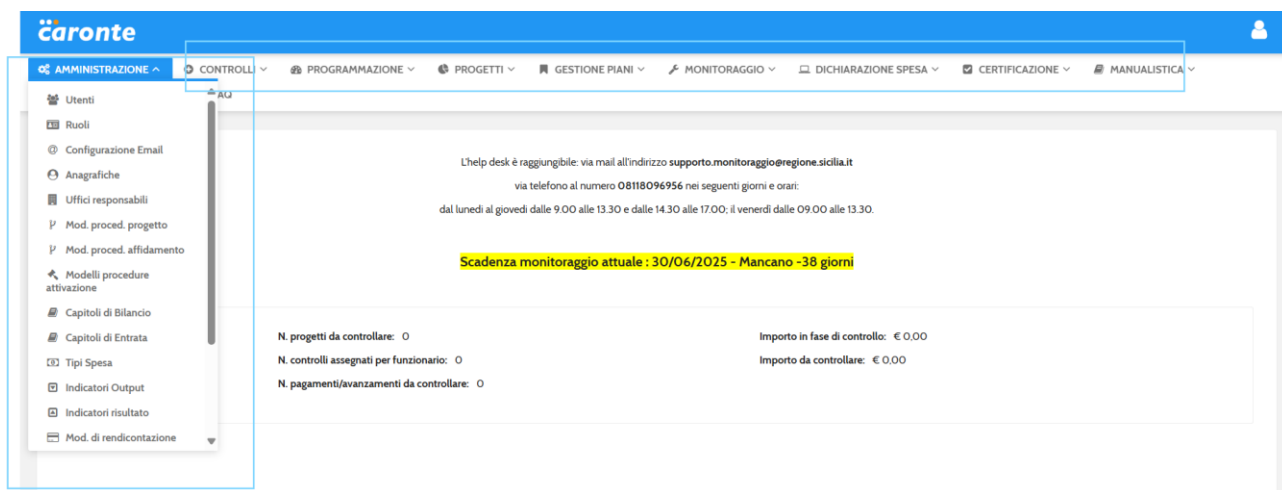 caronte
AMMINISTRAZIONE CONTROLLI PROGRAMMAZIONE PROGETTI GESTIONE PIANI MONITORAGGIO DICHIARAZIONE SPESA CERTIFICAZIONE MANUALISTICA
AQ
Utenti
Ruoli
Configurazione Email
Anagrafiche
Uffici responsabili
Mod. proced. progetto
Mod. proced. affidamento
Modelli procedure
attivazione
Capitoli di Bilancio
Capitoli di Entrata
Tipi Spesa
Indicatori Output
Indicatori risultato
Mod. di rendicontazione
L'help desk è raggiungibile: via mail all'indirizzo supporto.monitoraggio@regione.sicilia.it
via telefono al numero 08118096956 nei seguenti giorni e orari:
dal lunedi al giovedi dalle 9.00 alle 13.30 e dalle 14.30 alle 17.00; il venerdì dalle 09.00 alle 13.30.
Scadenza monitoraggio attuale : 30/06/2025 - Mancano -38 giorni
N. progetti da controllare: 0
N. controlli assegnati per funzionario: 0
N. pagamenti/avanzamenti da controllare: 0
Importo in fase di controllo: € 0,00
Importo da controllare: € 0,00